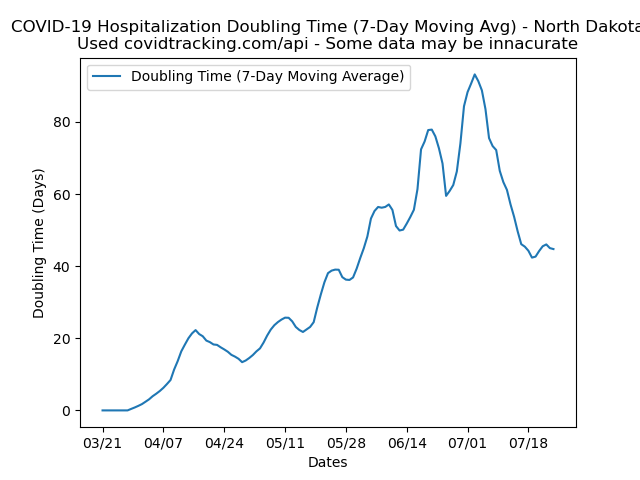 COVID-19 Hospitalization Doubling Time (7-Day Moving Avg) - North Dakota
Used covidtracking.com/api - Some data may be innacurate
Doubling Time (7-Day Moving Average)
80
60
40
20
0
Doubling Time (Days)
03/21 04/07 04/24 05/11 05/28 06/14 07/01 07/18
Dates